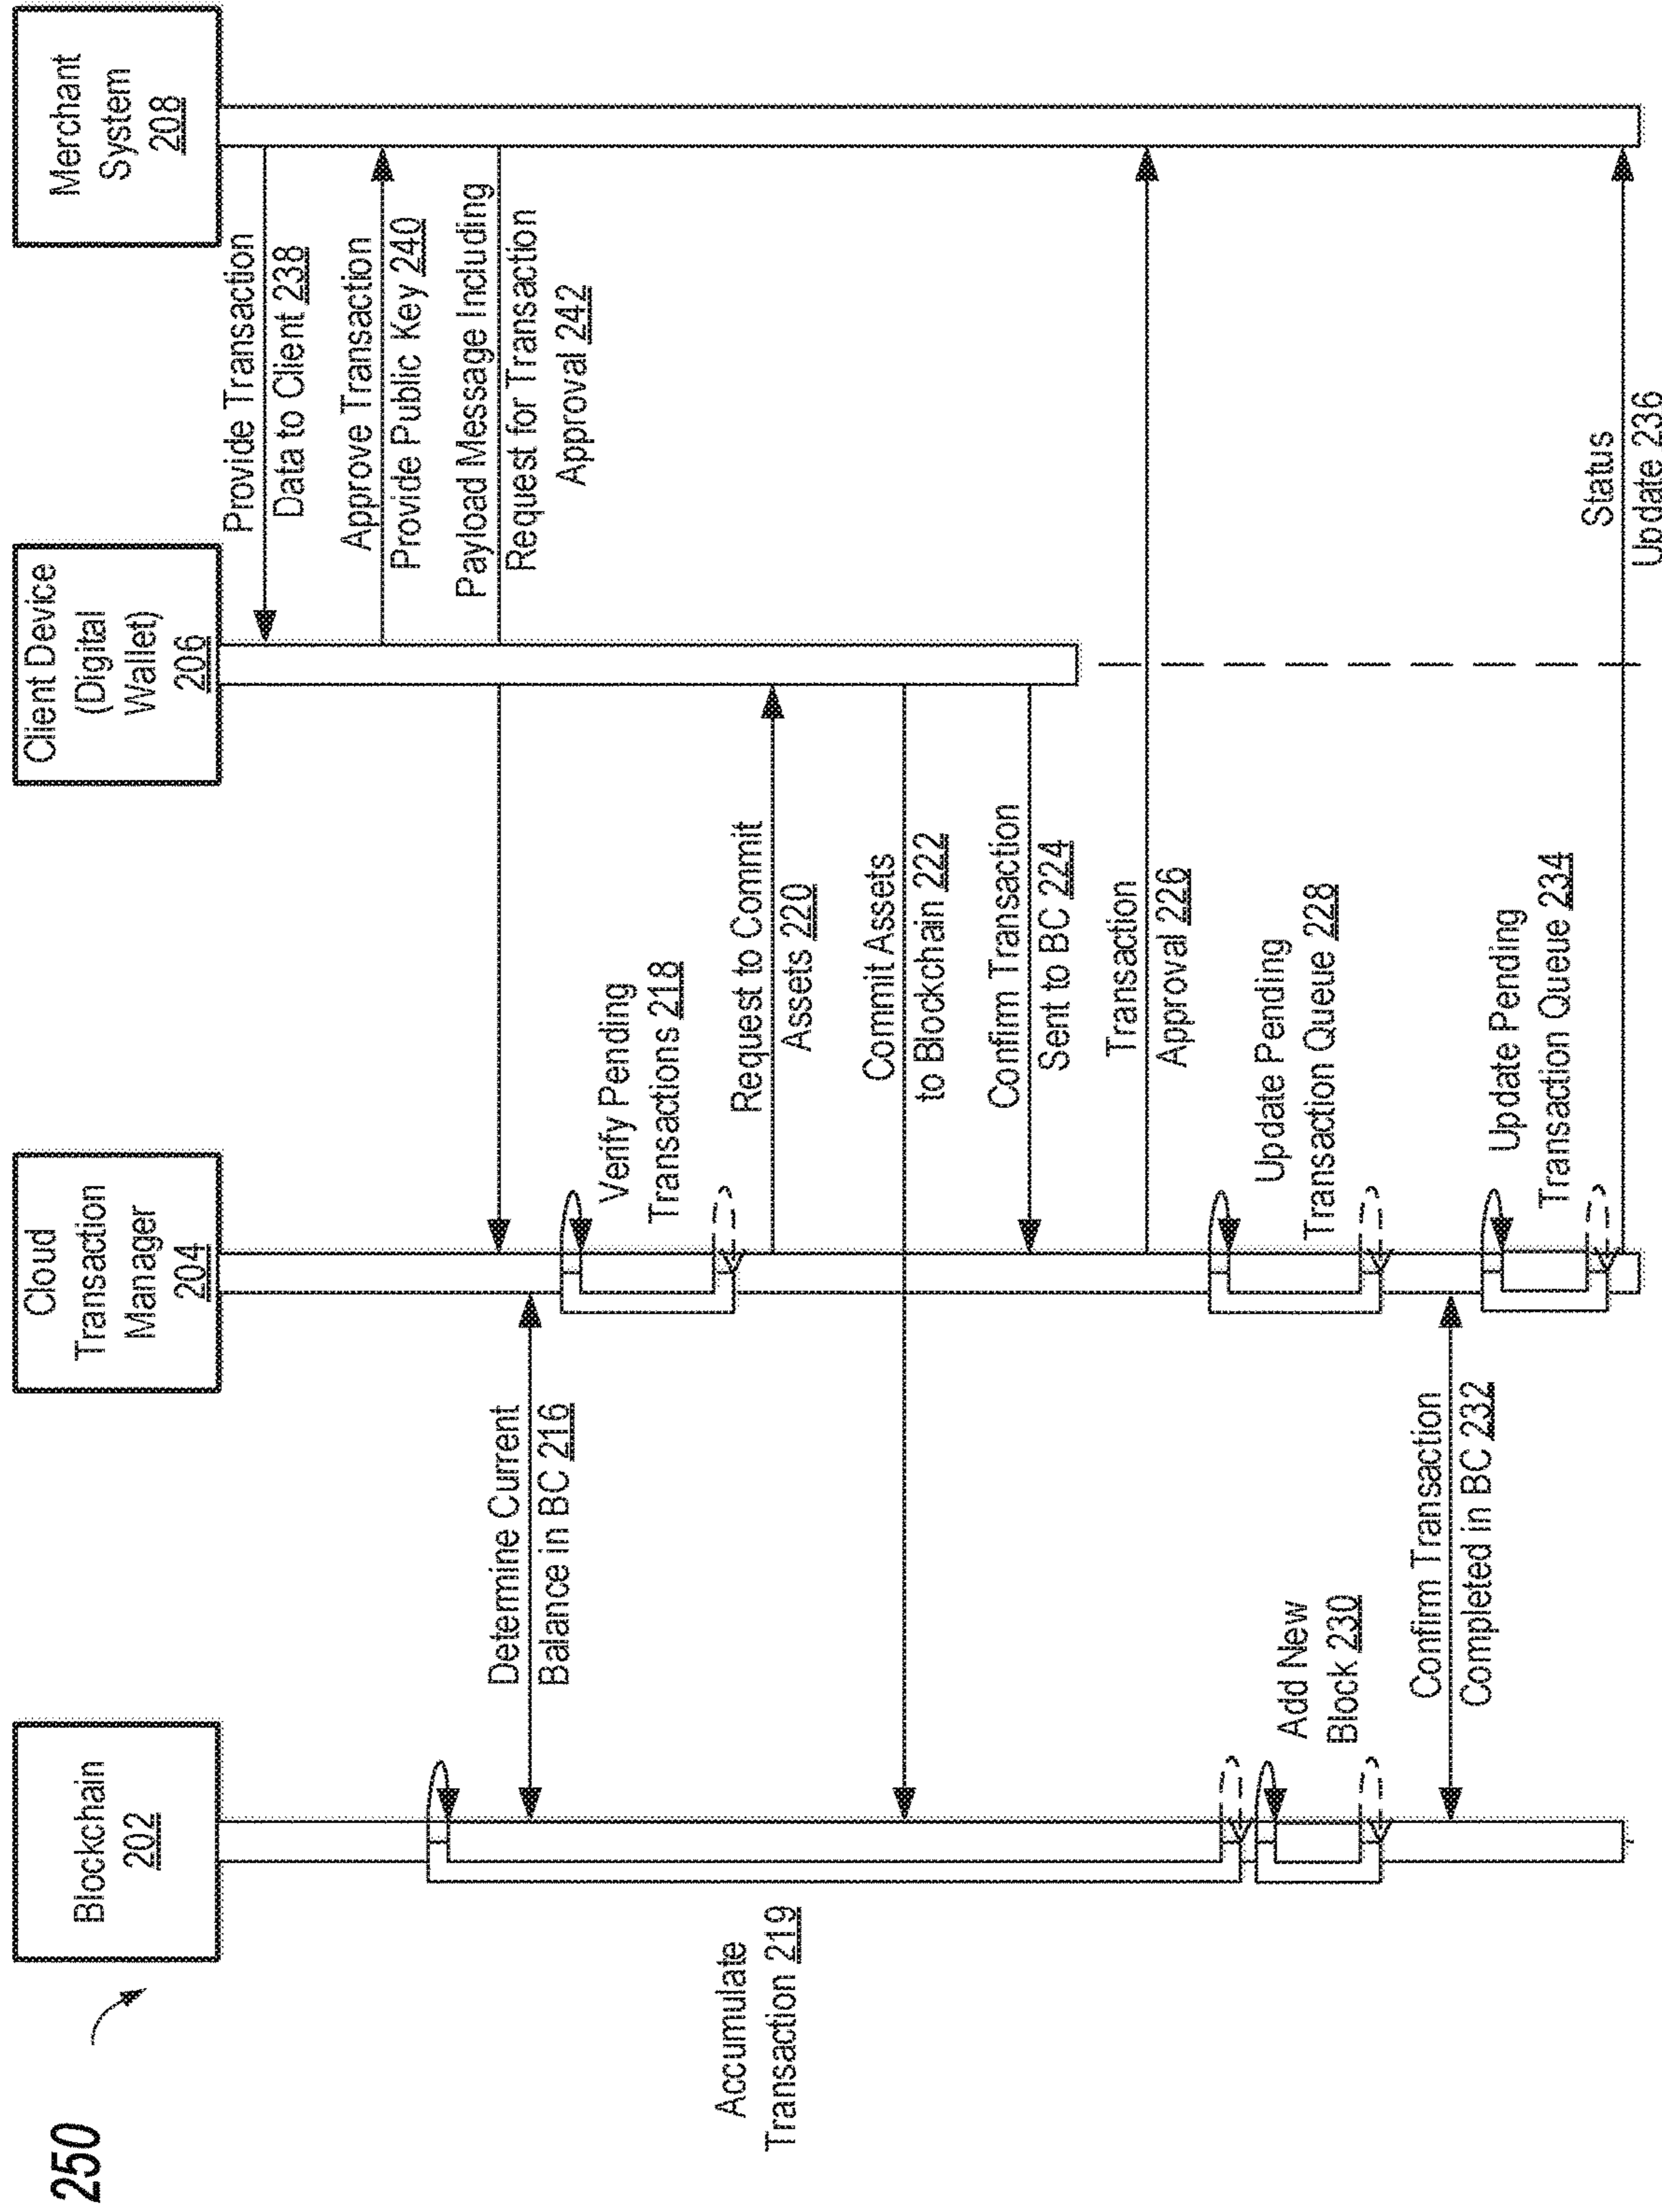 250
Blockchain
202
Cloud
Transaction
Manager
204
Client Device
(Digital
Wallet)
206
Merchant
System
208
Provide Transaction
Data to Client 238
Approve Transaction
Provide Public Key 240
Payload Message Including
Request for Transaction
Approval 242
Determine Current
Balance in BC 216
Verify Pending
Transactions 218
Accumulate
Transaction 219
Request to Commit
Assets 220
Commit Assets
to Blockchain 222
Confirm Transaction
Sent to BC 224
Transaction
Approval 226
Update Pending
Transaction Queue 228
Add New
Block 230
Confirm Transaction
Completed in BC 232
Update Pending
Transaction Queue 234
Status
Update 236